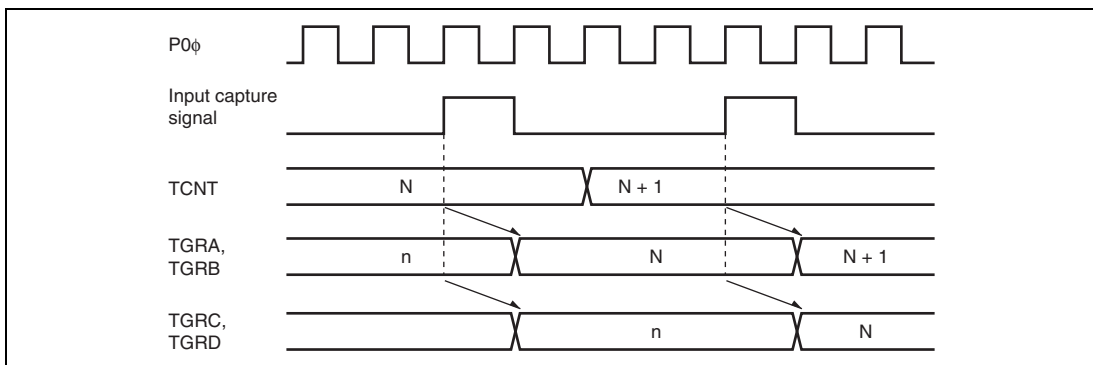 P0ϕ
Input capture
signal
TCNT
N
N + 1
TGRA,
TGRB
n
N
N + 1
TGRC,
TGRD
n
N